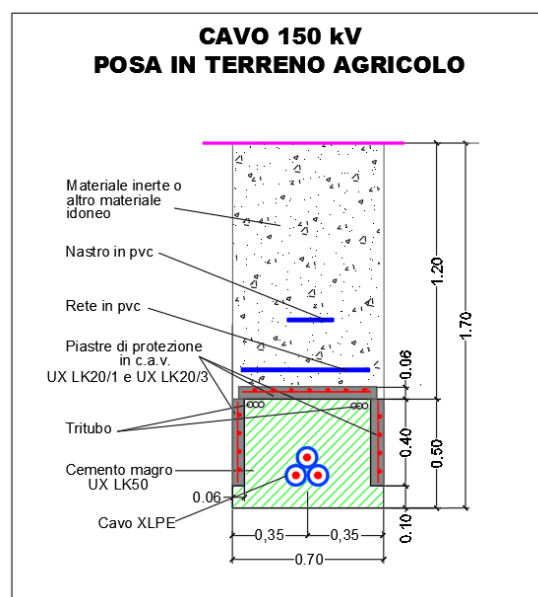 CAVO 150 kV
POSA IN TERRENO AGRICOLO
Materiale inerte o
altro materiale
idoneo
Nastro in pvc
Rete in pvc
Piastre di protezione
in c.a.v.
UX LK20/1 e UX LK20/3
Tritubo
Cemento magro
UX LK50
0.06
Cavo XLPE
0,35
0,35
0.70
1.20
1.70
0.06
0.40
0.50
0.10